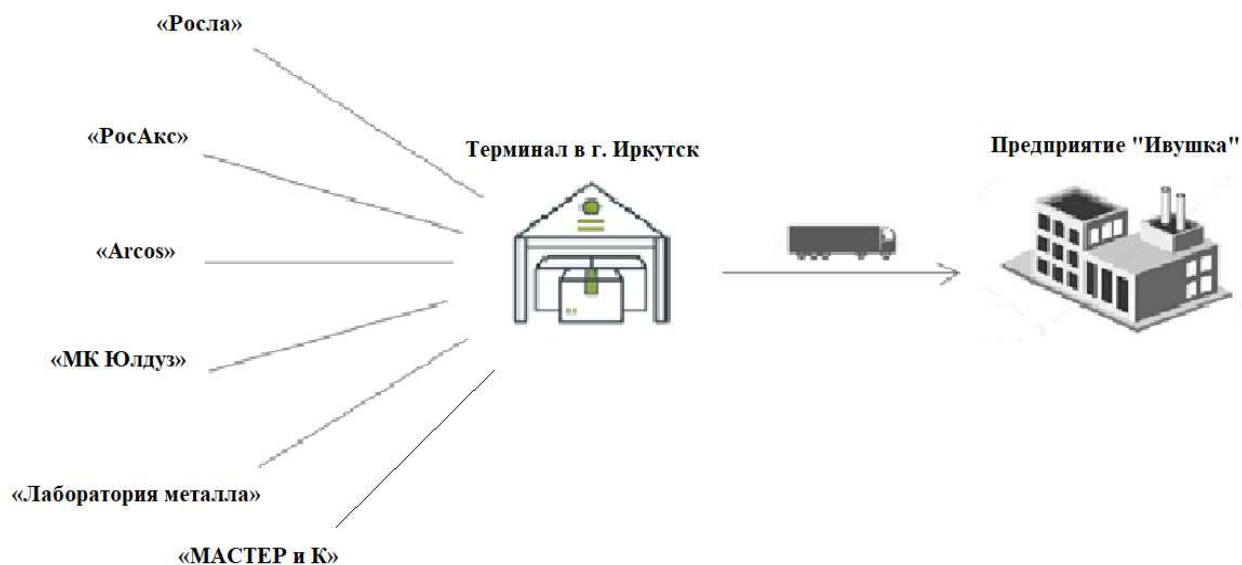 «Росла»
«РосАкс»
Терминал в г. Иркутск
Предприятие "Ивушка"
«Arcos»
«МК Юлдуз»
«Лаборатория металла»
«МАСТЕР и К»